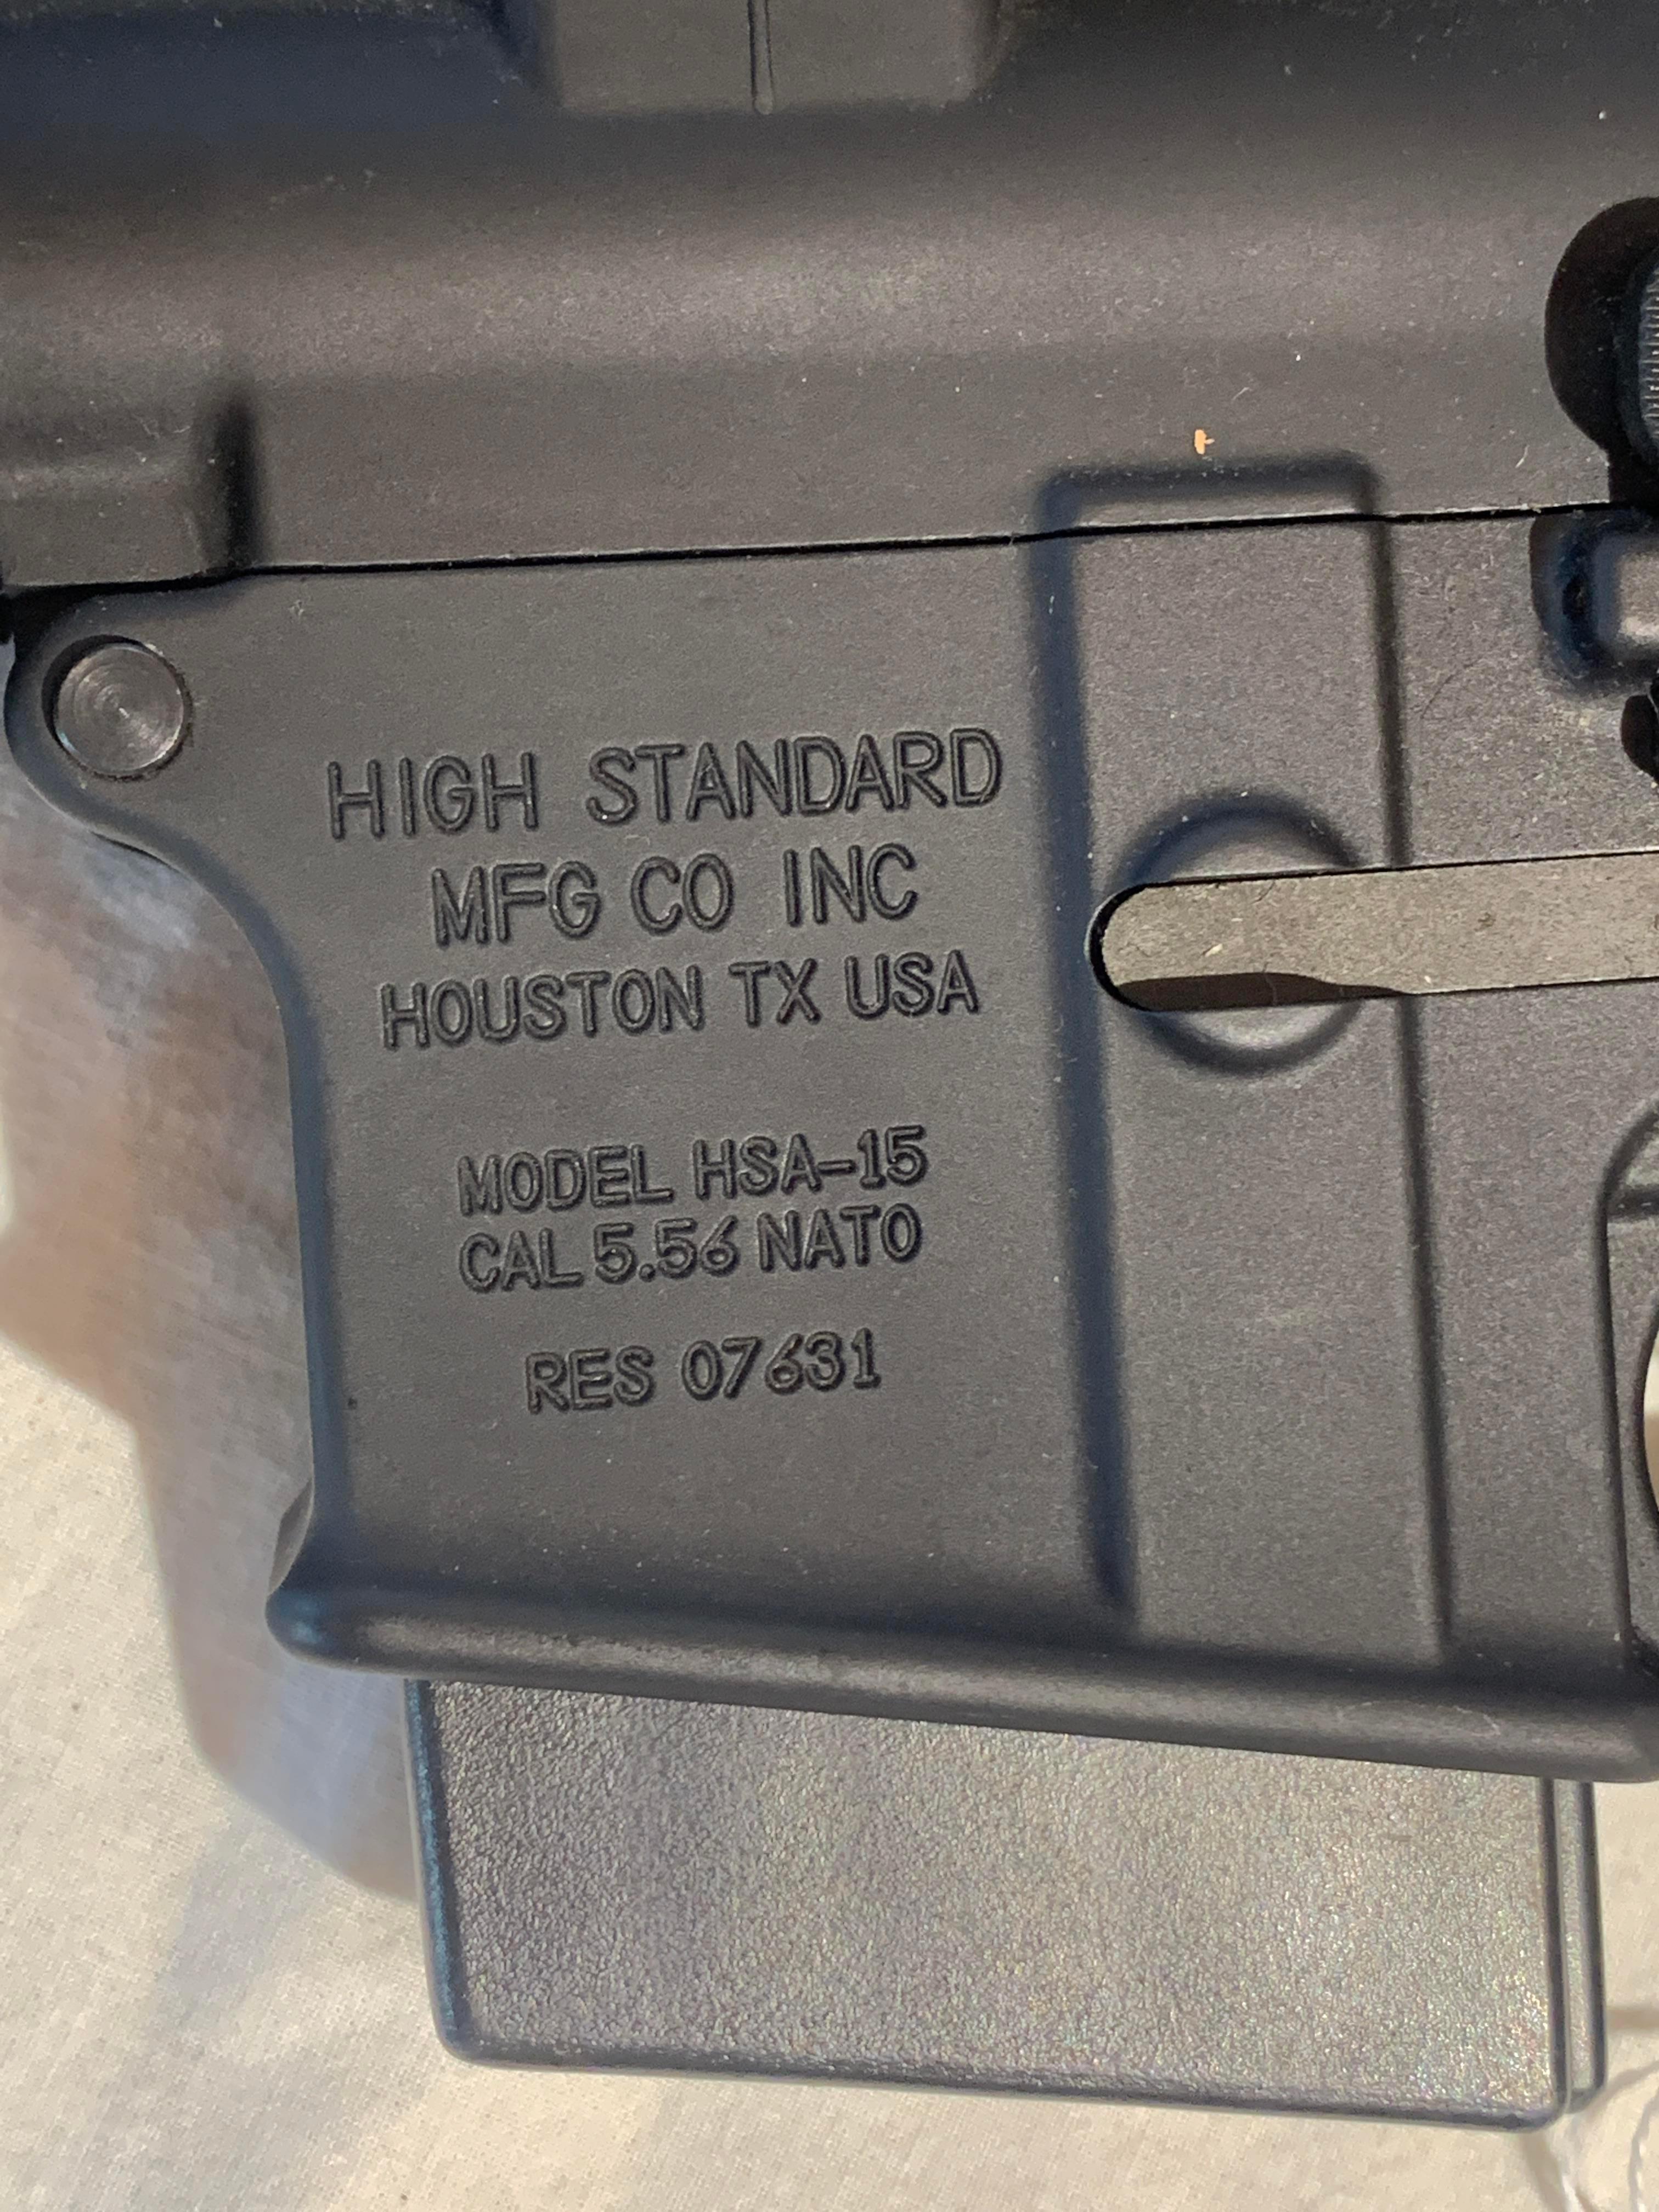 HIGH STANDARD
MFG CO INC
HOUSTON TX USA
MODEL HSA-15
CAL 5.56 NATO
RES 07631